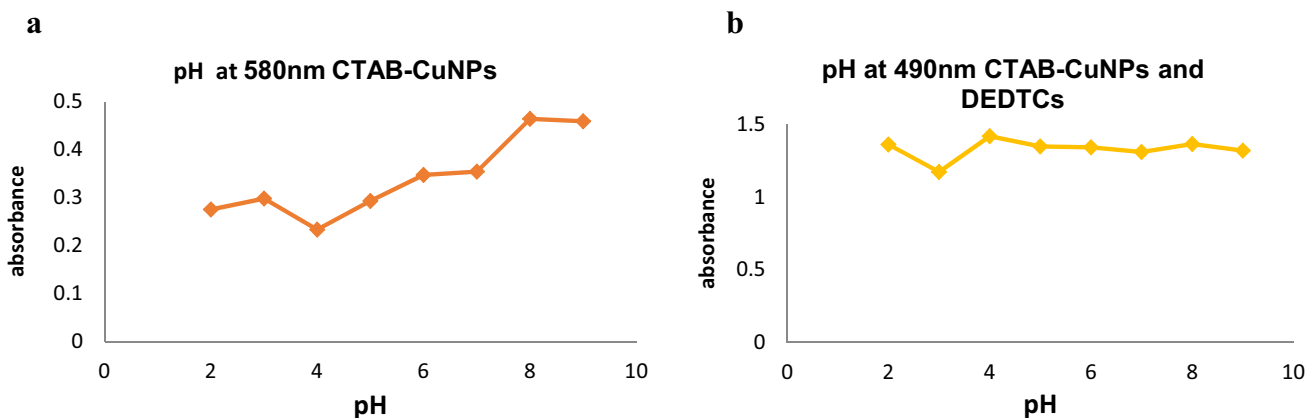 a
pH at 580nm CTAB-CuNPs
0.5
0.4
0.3
0.2
0.1
0
absorbance
0 2 4 6 8 10
pH
b
pH at 490nm CTAB-CuNPs and
DEDTCs
1.5
1
0.5
0
absorbance
0 2 4 6 8 10
pH